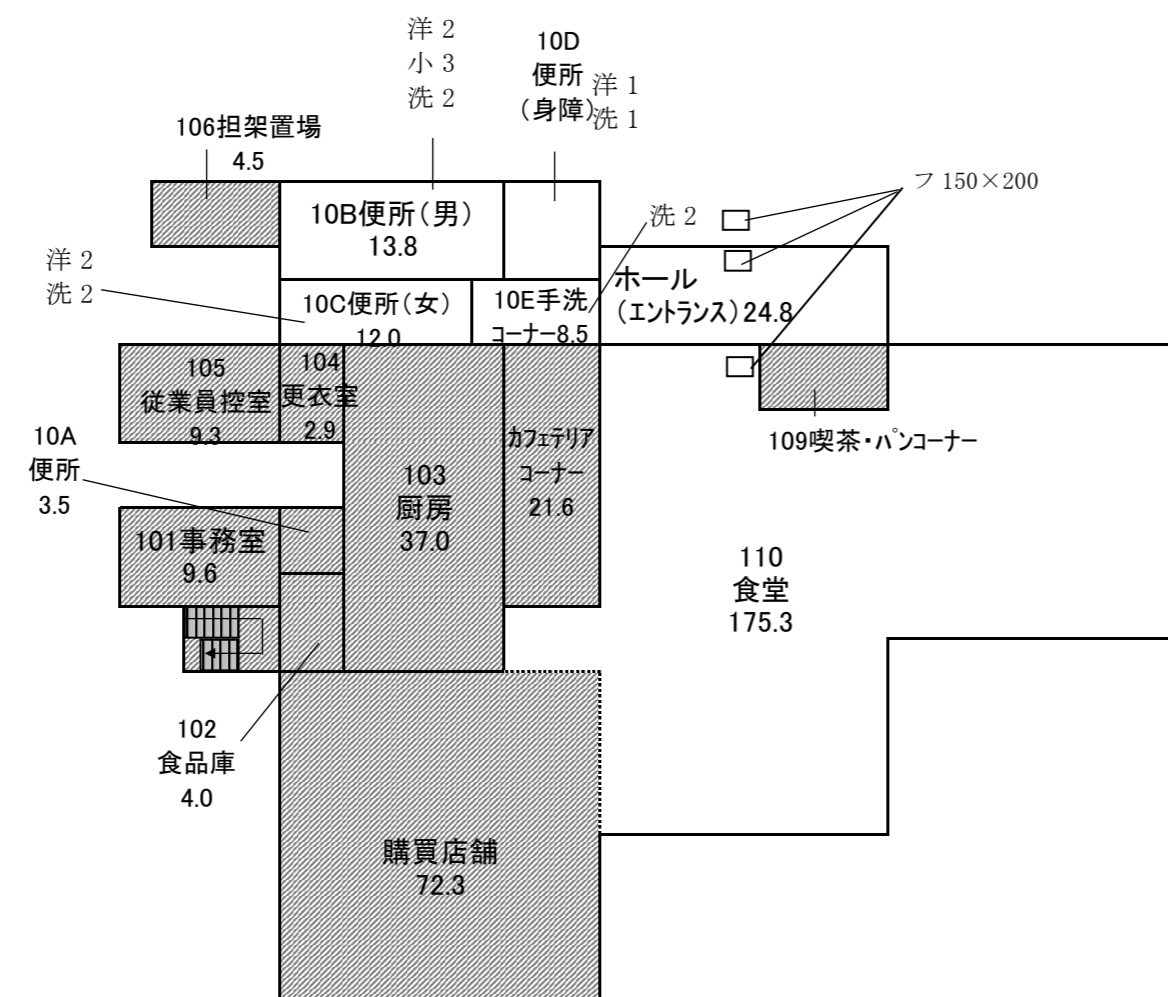 洋 2
小 3
洗 2
10D
便所
(身障)
洋 1
洗 1
106担架置場
4.5
フ 150×200
10B便所(男)
13.8
洗 2
洋 2
洗 2
ホール
(エントランス)24.8
10C便所(女)
12.0
10E手洗
コーナー8.5
105
従業員控室
9.3
104
更衣室
2.9
10A
便所
3.5
カフェテリア
コーナー
21.6
109喫茶・パンコーナー
103
厨房
37.0
101事務室
9.6
110
食堂
175.3
102
食品庫
4.0
購買店舗
72.3